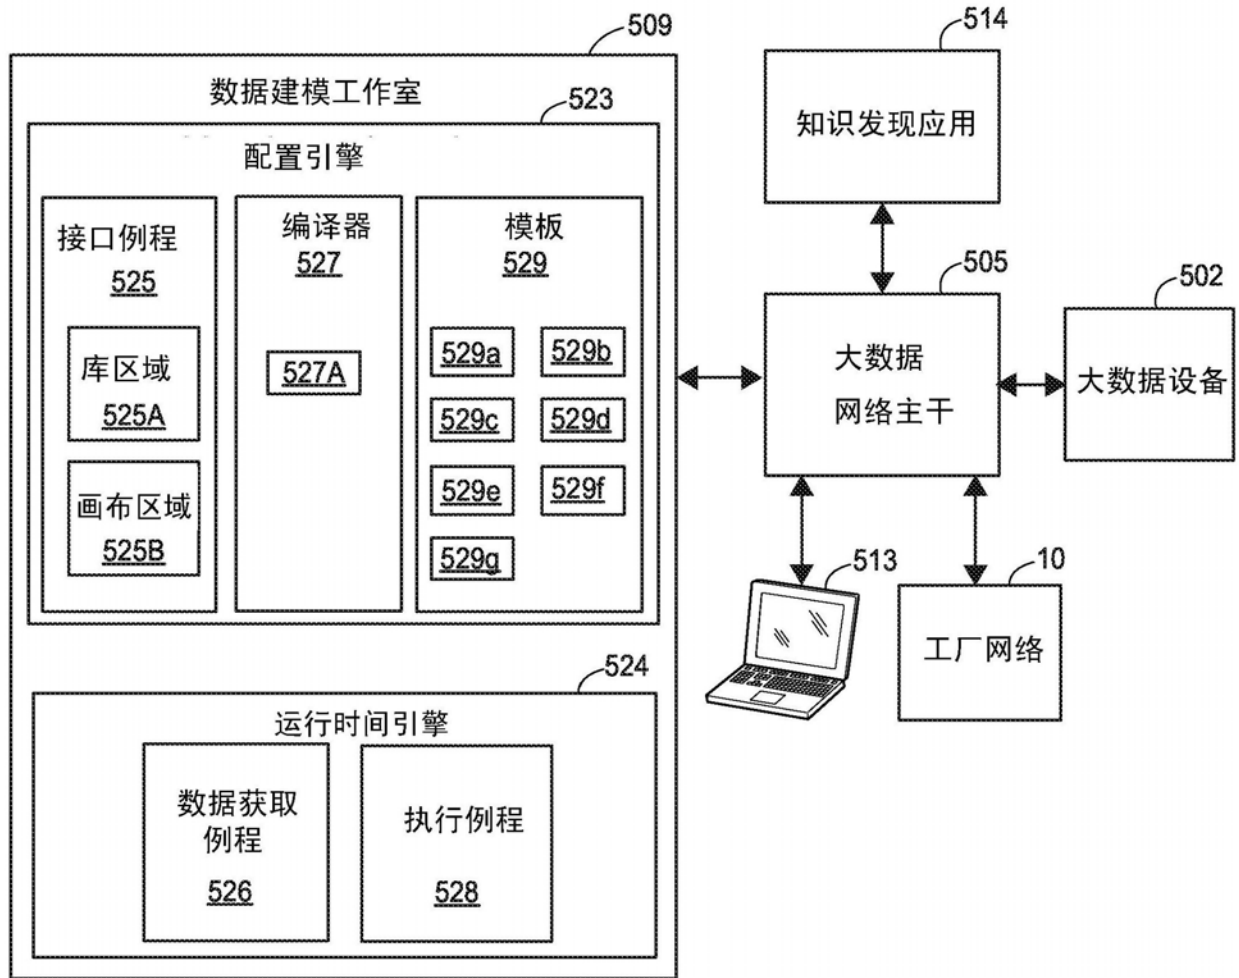 509
数据建模工作室
523
配置引擎
接口例程
525
库区域
525A
画布区域
525B
编译器
527
527A
模板
529
529a
529b
529c
529d
529e
529f
529g
524
运行时间引擎
数据获取
例程
526
执行例程
528
514
知识发现应用
505
大数据
网络主干
502
大数据设备
513
10
工厂网络